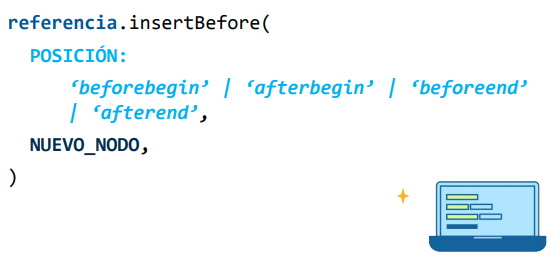 referencia.insertBefore(
POSICIÓN:
‘beforebegin’ | ‘afterbegin’ | ‘beforeend’
| ‘afterend’,
NUEVO_NODO,
)